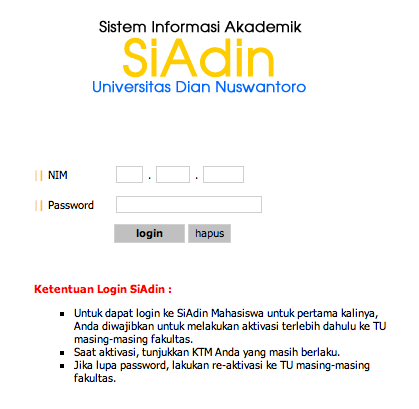 Sistem Informasi Akademik
SiAdin
Universitas Dian Nuswantoro
|| NIM . .
|| Password
login hapus
Ketentuan Login SiAdin :
▪ Untuk dapat login ke SiAdin Mahasiswa untuk pertama kalinya,
Anda diwajibkan untuk melakukan aktivasi terlebih dahulu ke TU
masing-masing fakultas.
▪ Saat aktivasi, tunjukkan KTM Anda yang masih berlaku.
▪ Jika lupa password, lakukan re-aktivasi ke TU masing-masing
fakultas.